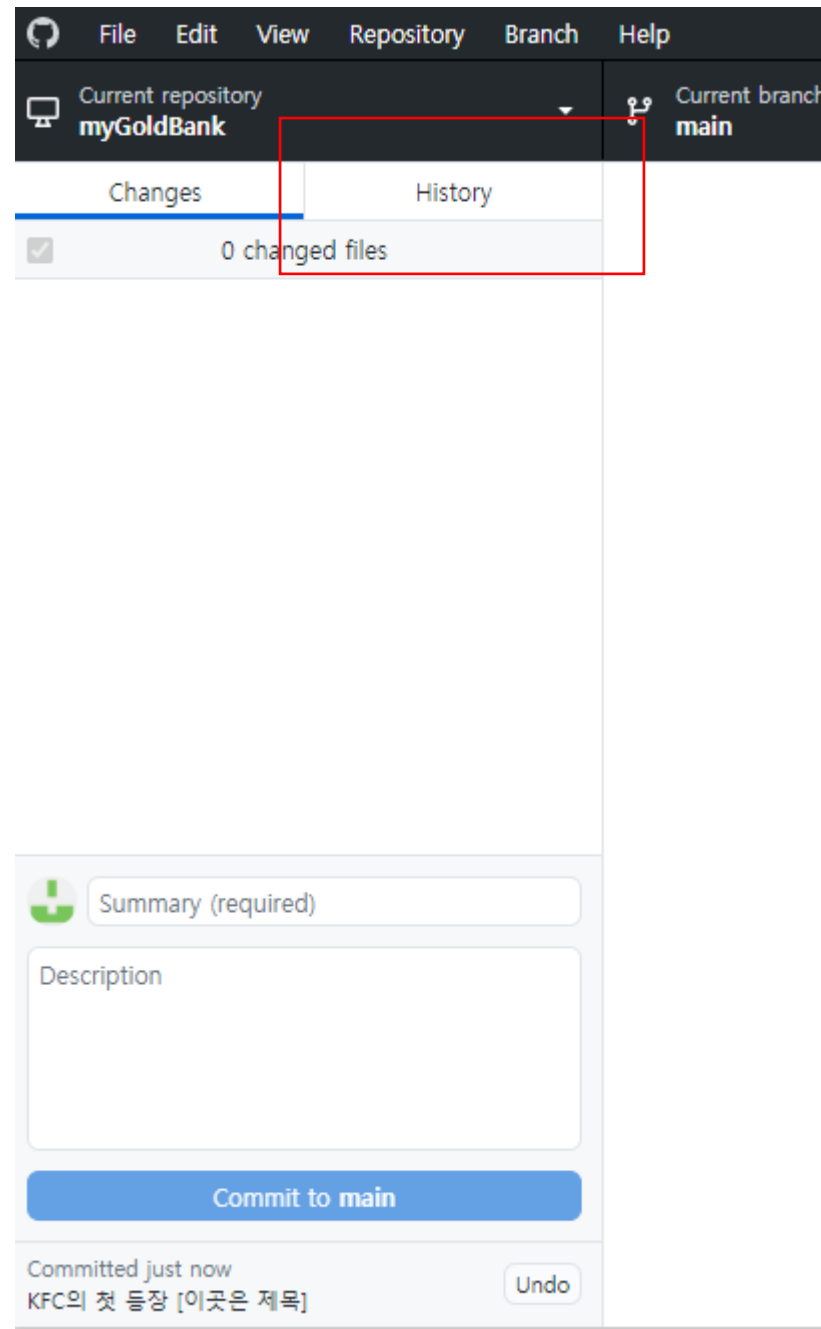 File Edit View Repository Branch Help
Current repository
myGoldBank
Current branch
main
Changes History
0 changed files
Summary (required)
Description
Commit to main
Committed just now
KFC의 첫 등장 [이곳은 제목]
Undo